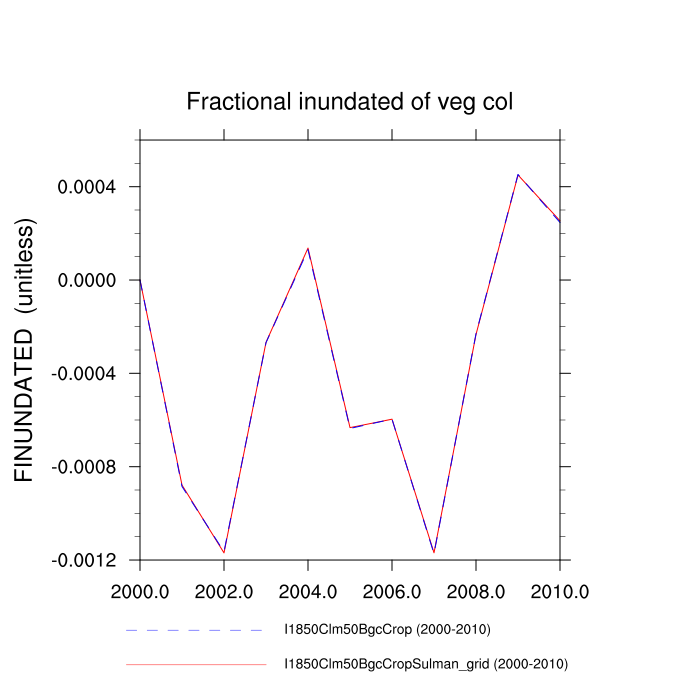 Fractional inundated of veg col
FINUNDATED (unitless)
0.0004
0.0000
-0.0004
-0.0008
-0.0012
2000.0 2002.0 2004.0 2006.0 2008.0 2010.0
I1850Clm50BgcCrop (2000-2010)
I1850Clm50BgcCropSulman_grid (2000-2010)